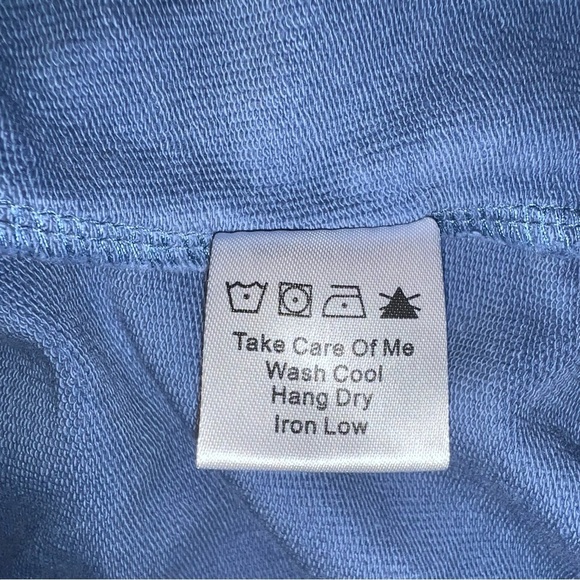 Take Care Of Me
Wash Cool
Hang Dry
Iron Low